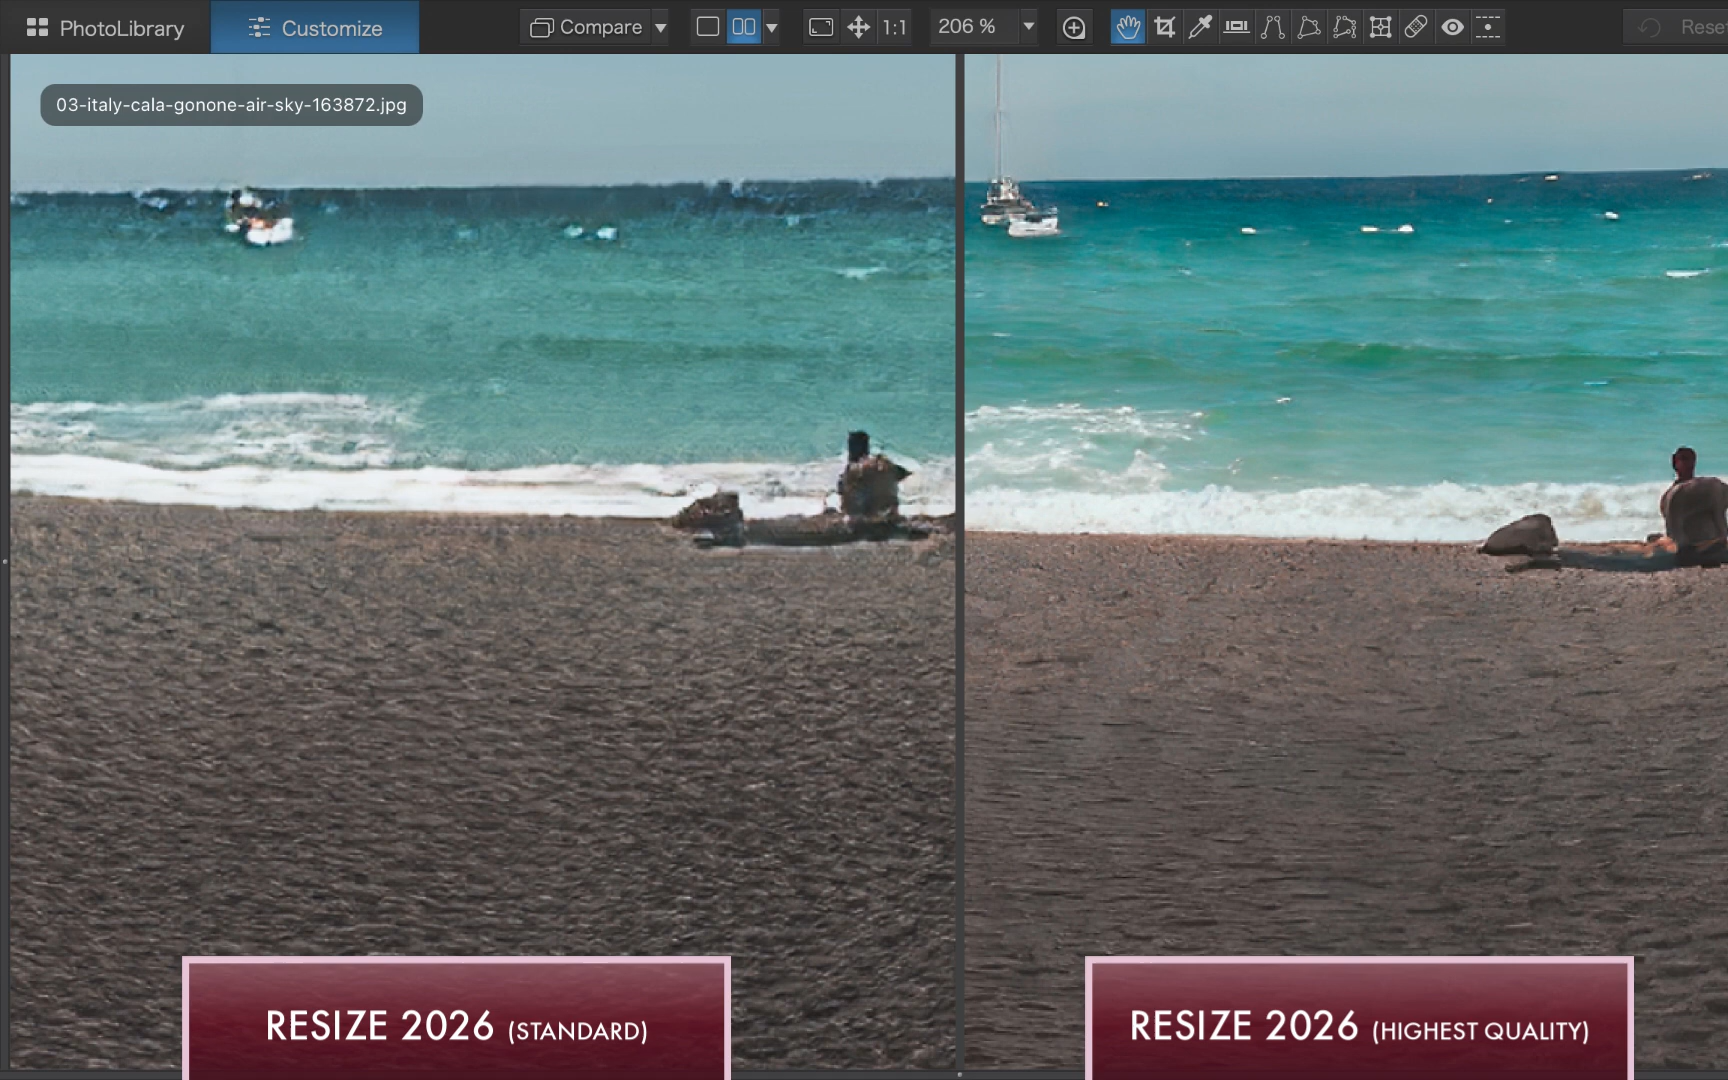 PhotoLibrary
Customize
Compare
1:1
206 %
03-italy-cala-gonone-air-sky-163872.jpg
RESIZE 2026 (STANDARD)
RESIZE 2026 (HIGHEST QUALITY)